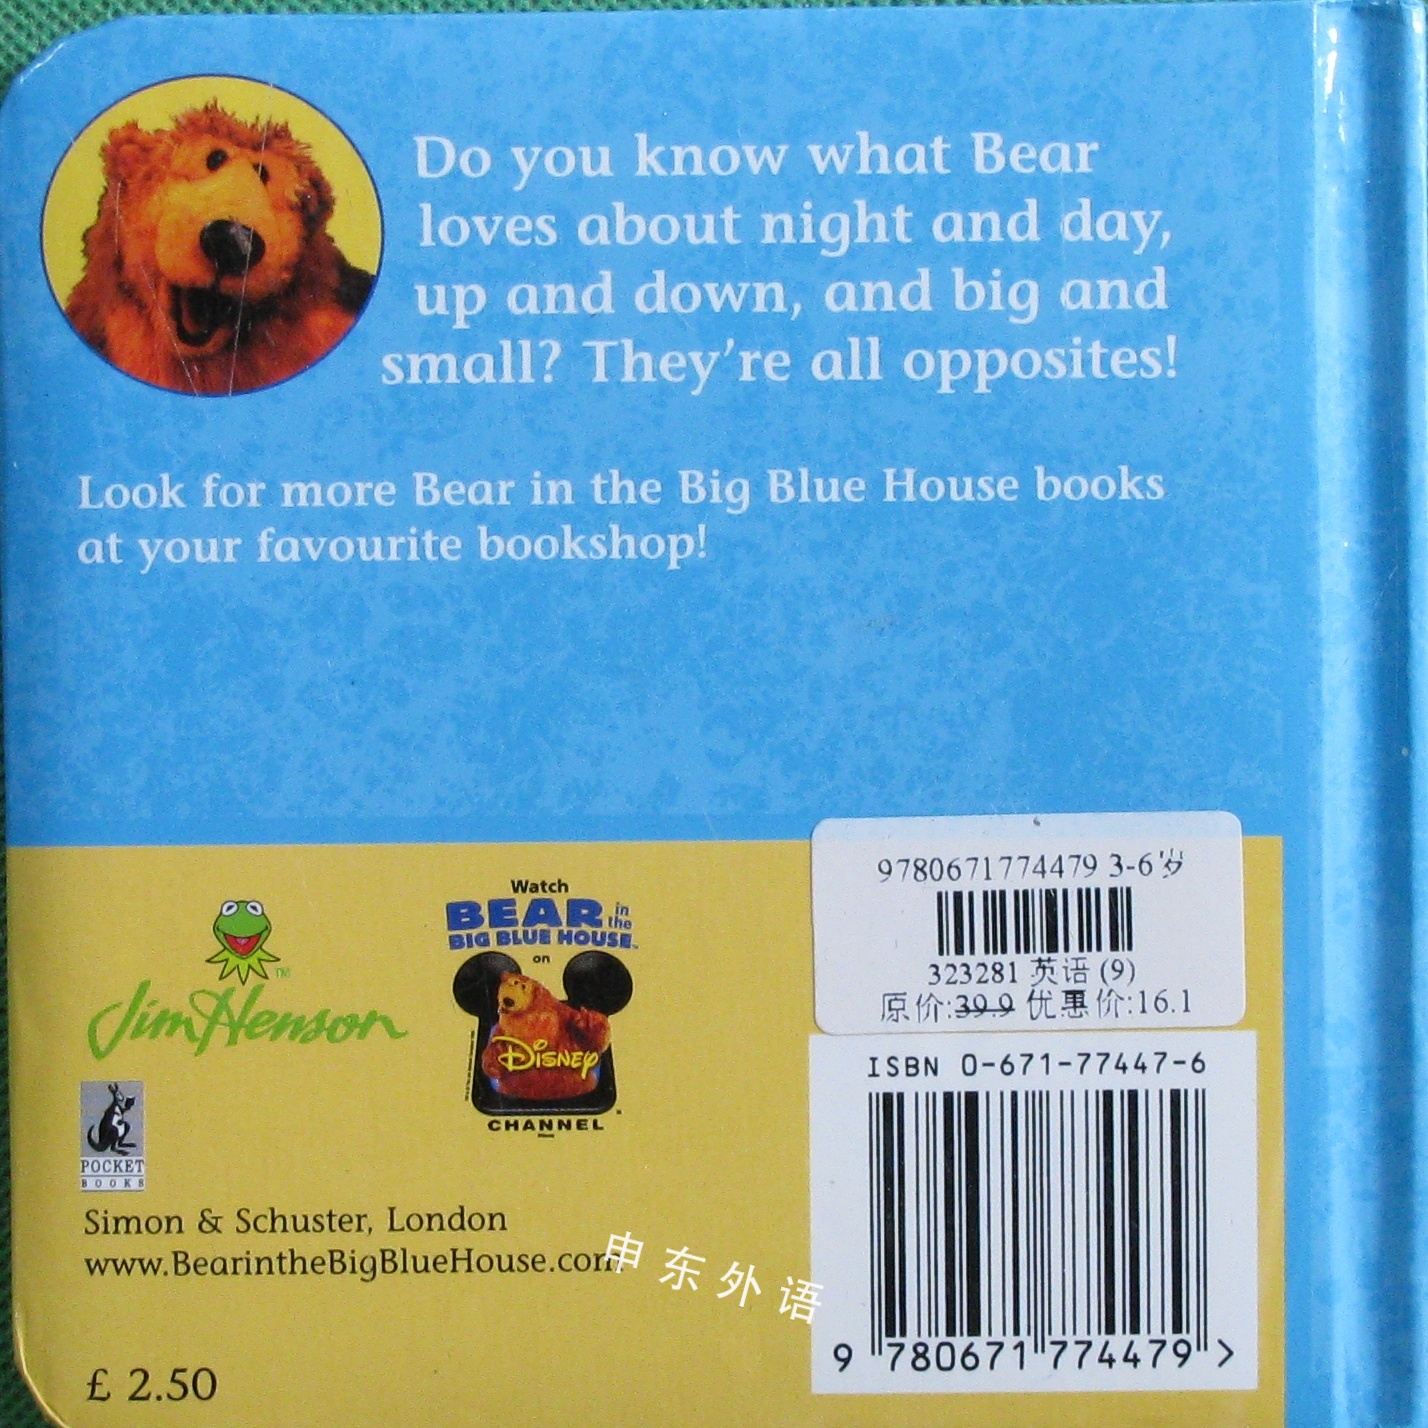 Do you know what Bear
loves about night and day,
up and down, and big and
small? They're all opposites!
Look for more Bear in the Big Blue House books
at your favourite bookshop!
Jim Henson
TM
Watch
BEAR in the
BIG BLUE HOUSE
on
DISNEY
CHANNEL
POCKET
BOOKS
Simon & Schuster, London
www.BearintheBigBlueHouse.com
£ 2.50
9780671774479 3-6岁
323281 英语 (9)
原价:39.9 优惠价:16.1
ISBN 0-671-77447-6
9 780671 774479 >
申东外语